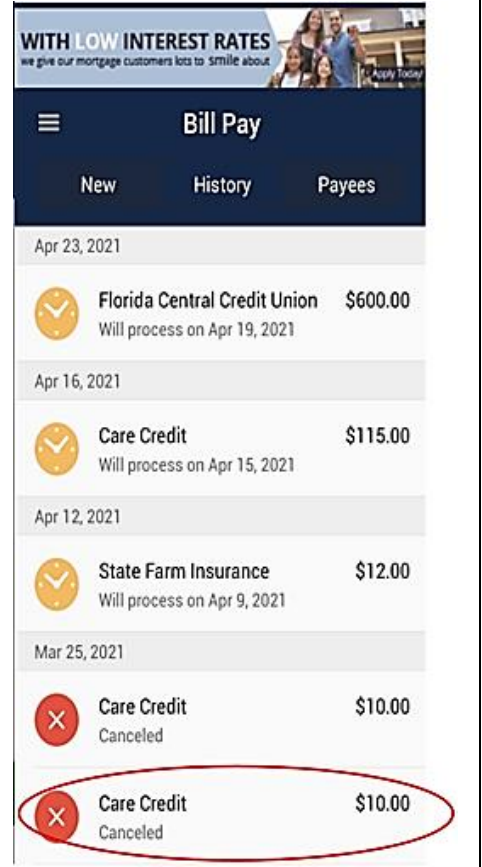 WITH LOW INTEREST RATES
we give our mortgage customers lots to smile about
Apply Today
Bill Pay
New History Payees
Apr 23, 2021
Florida Central Credit Union $600.00
Will process on Apr 19, 2021
Apr 16, 2021
Care Credit $115.00
Will process on Apr 15, 2021
Apr 12, 2021
State Farm Insurance $12.00
Will process on Apr 9, 2021
Mar 25, 2021
Care Credit $10.00
Canceled
Care Credit $10.00
Canceled